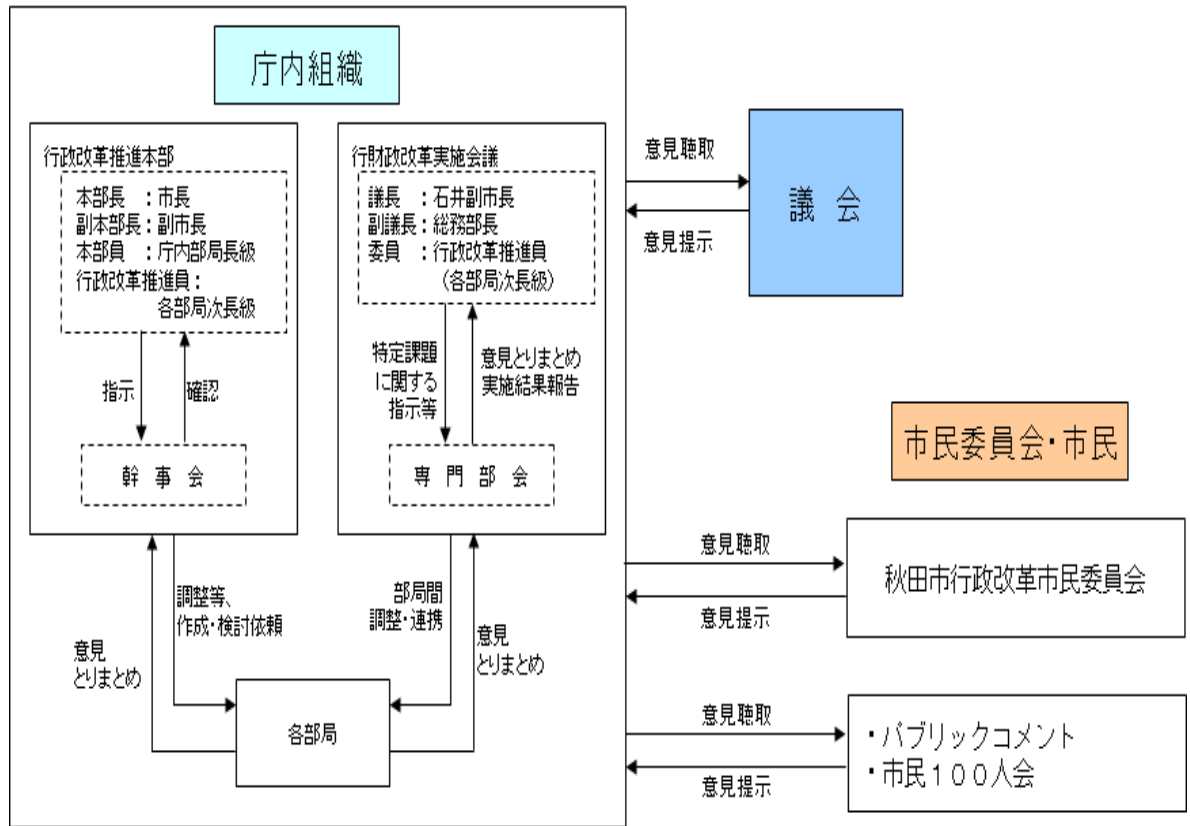 庁内組織
行政改革推進本部
本部長　：市長
副本部長：副市長
本部員　：庁内部局長級
行政改革推進員：
各部局次長級
指示
確認
幹　事　会
行財政改革実施会議
議長　：石井副市長
副議長：総務部長
委員　：行政改革推進員
（各部局次長級）
特定課題
に関する
指示等
意見とりまとめ
実施結果報告
専　門　部　会
意見
とりまとめ
調整等、
作成・検討依頼
部局間
調整・連携
意見
とりまとめ
各部局
意見聴取
意見提示
議　会
市民委員会・市民
意見聴取
意見提示
秋田市行政改革市民委員会
意見聴取
意見提示
・パブリックコメント
・市民１００人会